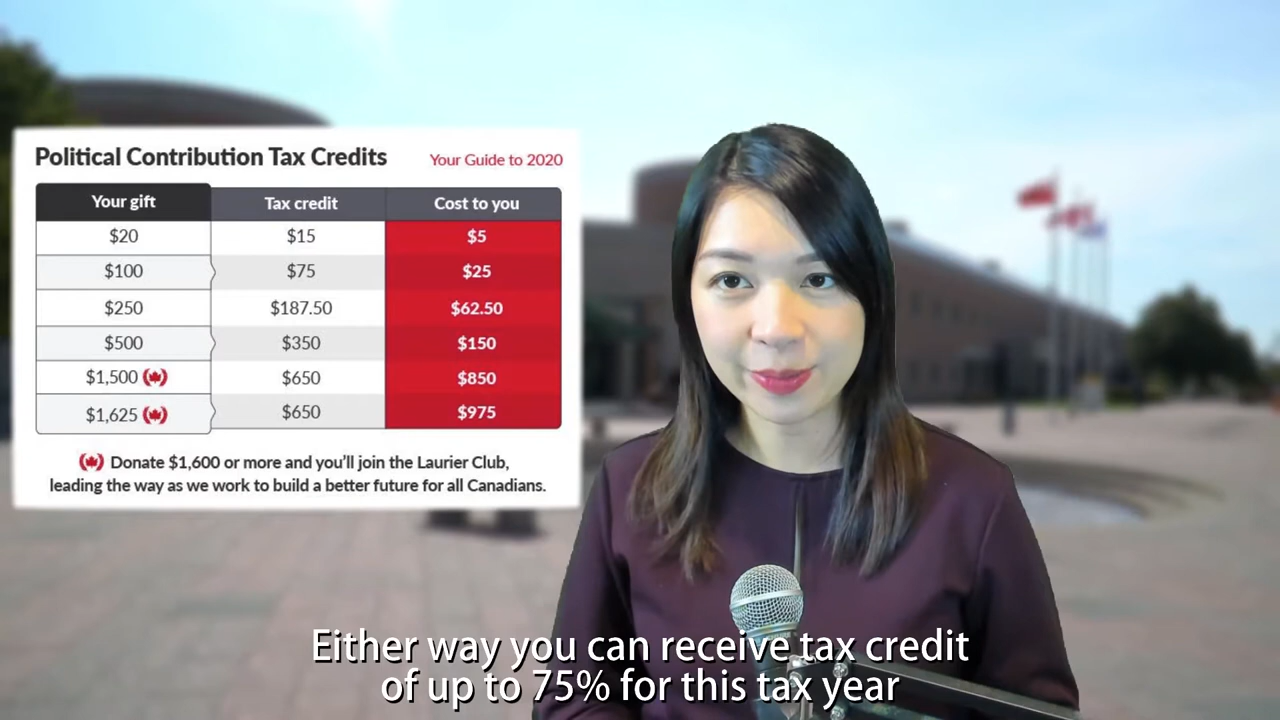 Political Contribution Tax Credits Your Guide to 2020
Your gift Tax credit Cost to you
$20 $15 $5
$100 $75 $25
$250 $187.50 $62.50
$500 $350 $150
$1,500 $650 $850
$1,625 $650 $975
Donate $1,600 or more and you'll join the Laurier Club,
leading the way as we work to build a better future for all Canadians.
Either way you can receive tax credit
of up to 75% for this tax year